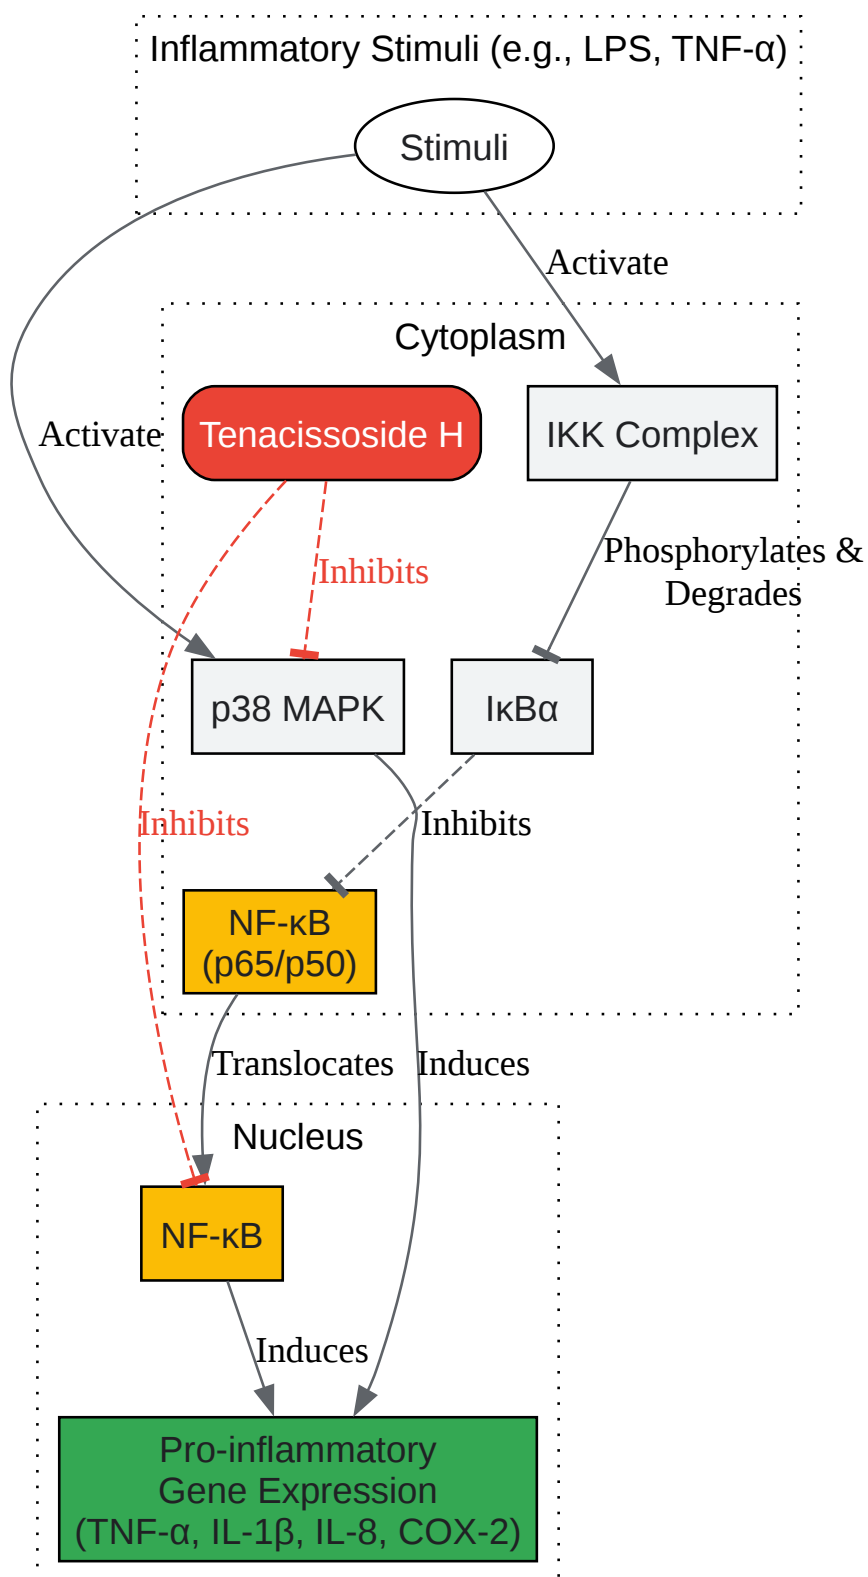 Inflammatory Stimuli (e.g., LPS, TNF-α)
Stimuli
Activate
Cytoplasm
Activate
Tenacissoside H
IKK Complex
Inhibits
Phosphorylates &
Degrades
p38 MAPK
IκBα
Inhibits
Inhibits
NF-κB
(p65/p50)
Translocates
Induces
Nucleus
NF-κB
Induces
Pro-inflammatory
Gene Expression
(TNF-α, IL-1β, IL-8, COX-2)